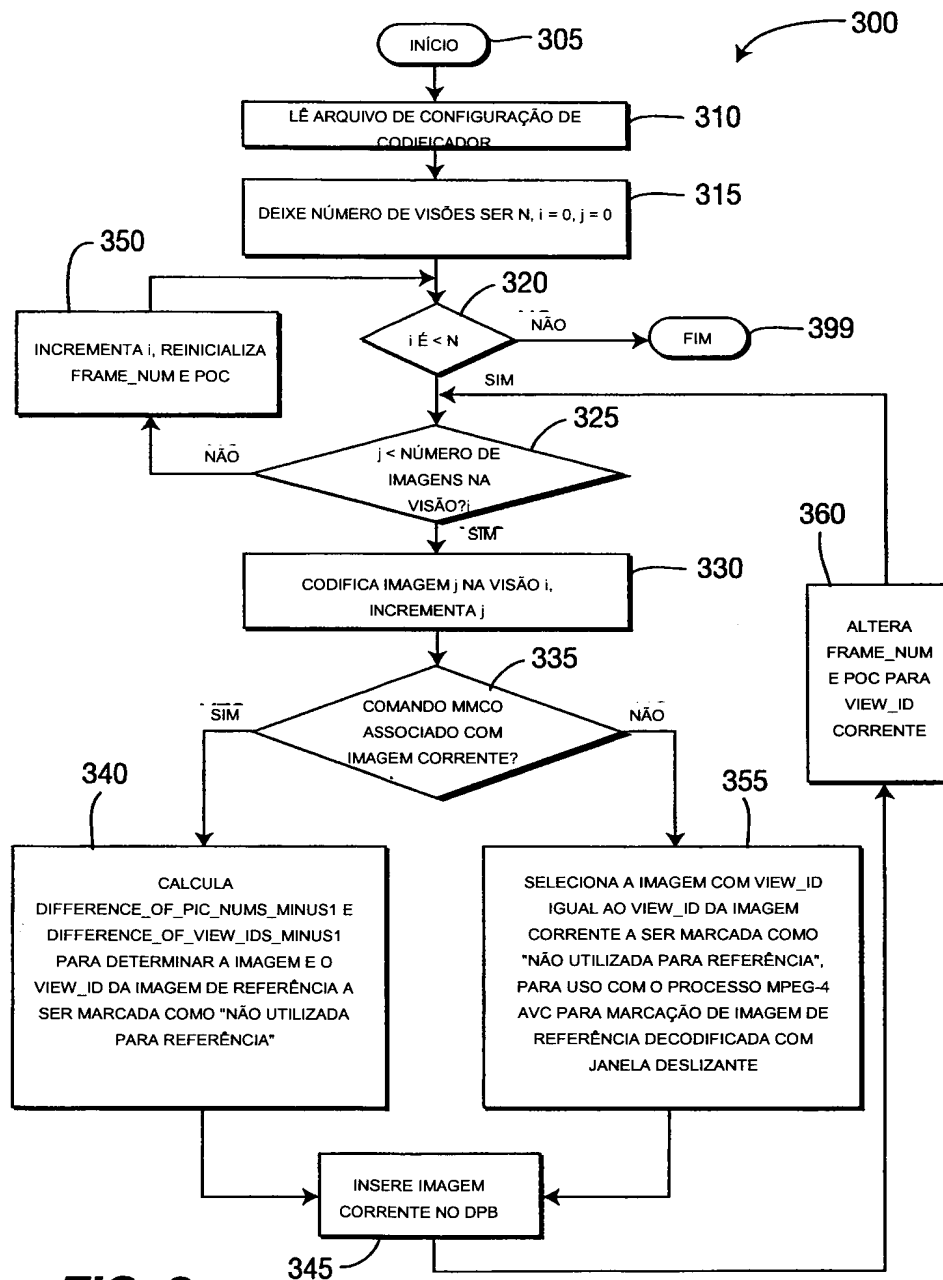 300
INÍCIO
305
LÊ ARQUIVO DE CONFIGURAÇÃO DE
CODIFICADOR
310
DEIXE NÚMERO DE VISÕES SER N, i = 0, j = 0
315
350
INCREMENTA i, REINICIALIZA
FRAME_NUM E POC
320
i É < N
NÃO
FIM
399
SIM
325
j < NÚMERO DE
IMAGENS NA
VISÃO?i
NÃO
SIM
330
CODIFICA IMAGEM j NA VISÃO i,
INCREMENTA j
360
ALTERA
FRAME_NUM
E POC PARA
VIEW_ID
CORRENTE
335
COMANDO MMCO
ASSOCIADO COM
IMAGEM CORRENTE?
SIM
NÃO
340
CALCULA
DIFFERENCE_OF_PIC_NUMS_MINUS1 E
DIFFERENCE_OF_VIEW_IDS_MINUS1
PARA DETERMINAR A IMAGEM E O
VIEW_ID DA IMAGEM DE REFERÊNCIA A
SER MARCADA COMO "NÃO UTILIZADA
PARA REFERÊNCIA"
355
SELECIONA A IMAGEM COM VIEW_ID
IGUAL AO VIEW_ID DA IMAGEM
CORRENTE A SER MARCADA COMO
"NÃO UTILIZADA PARA REFERÊNCIA",
PARA USO COM O PROCESSO MPEG-4
AVC PARA MARCAÇÃO DE IMAGEM DE
REFERÊNCIA DECODIFICADA COM
JANELA DESLIZANTE
INSERE IMAGEM
CORRENTE NO DPB
345